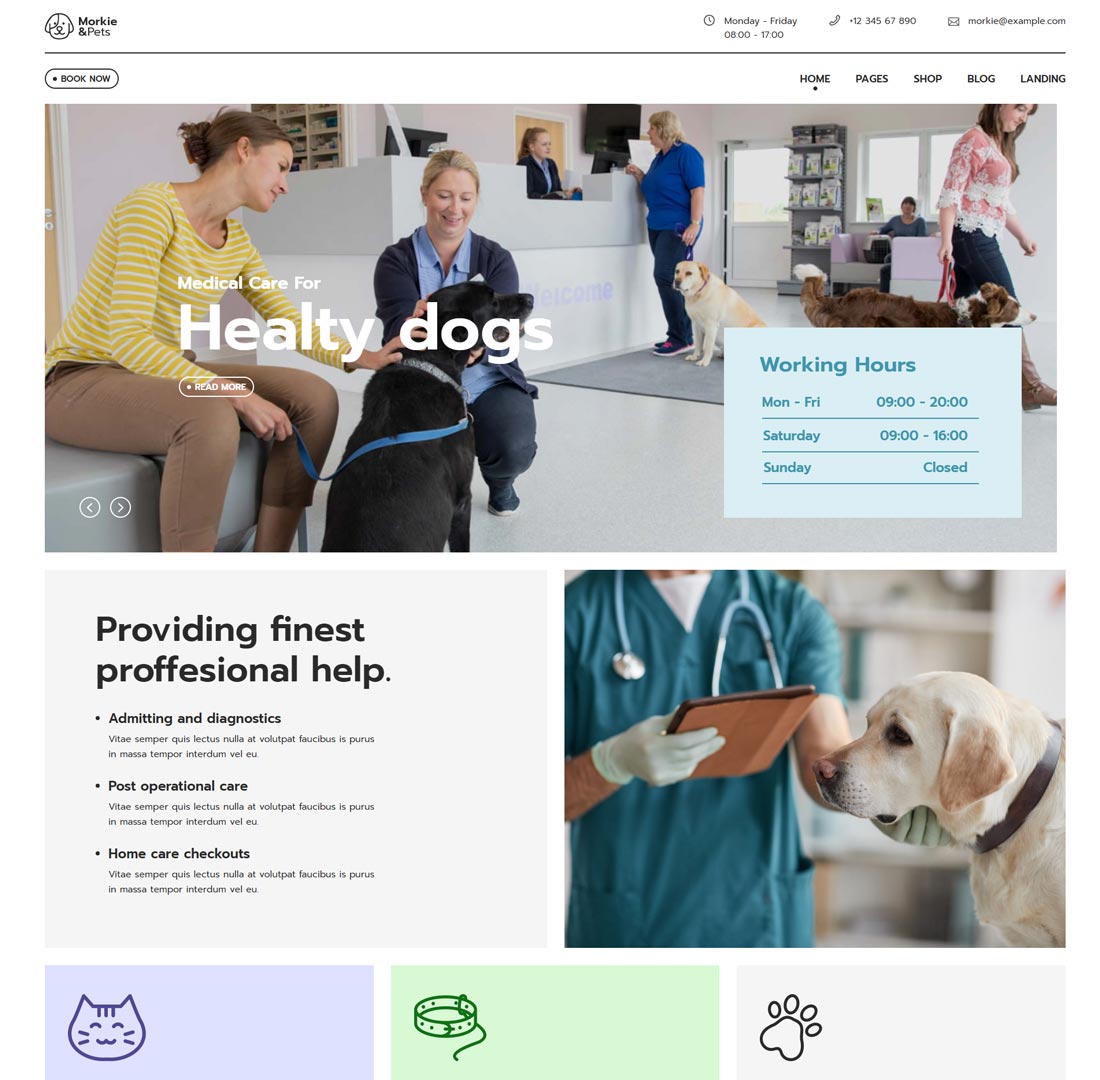 Morkie
&Pets
Monday - Friday
08:00 - 17:00
+12 345 67 890
morkie@example.com
BOOK NOW
HOME PAGES SHOP BLOG LANDING
Welcome
Medical Care For
Healty dogs
READ MORE
Working Hours
Mon - Fri 09:00 - 20:00
Saturday 09:00 - 16:00
Sunday Closed
Providing finest
proffesional help.
Admitting and diagnostics
Vitae semper quis lectus nulla at volutpat faucibus is purus
in massa tempor interdum vel eu.
Post operational care
Vitae semper quis lectus nulla at volutpat faucibus is purus
in massa tempor interdum vel eu.
Home care checkouts
Vitae semper quis lectus nulla at volutpat faucibus is purus
in massa tempor interdum vel eu.